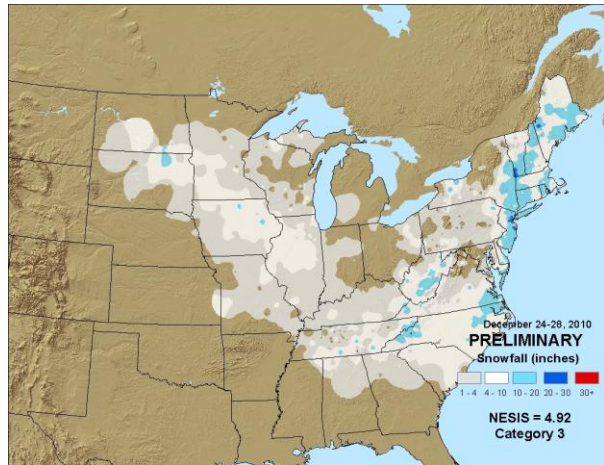 December 24-28, 2010
PRELIMINARY
Snowfall (inches)
1 - 4 4 - 10 10 - 20 20 - 30 30+
NESIS = 4.92
Category 3